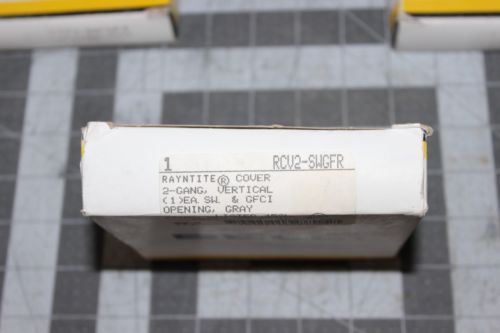 1 RCV2-SWGFR
RAYNTITE® COVER
2-GANG, VERTICAL
(1)EA SW. & GFCI
OPENING, GRAY